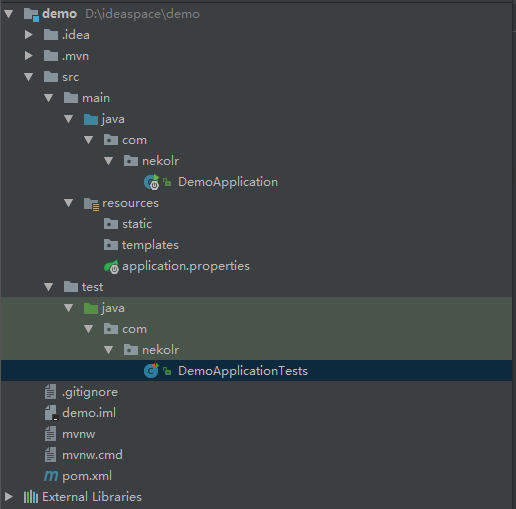 demo D:\ideaspace\demo
.idea
.mvn
src
main
java
com
nekolr
DemoApplication
resources
static
templates
application.properties
test
java
com
nekolr
DemoApplicationTests
.gitignore
demo.iml
mvnw
mvnw.cmd
pom.xml
External Libraries